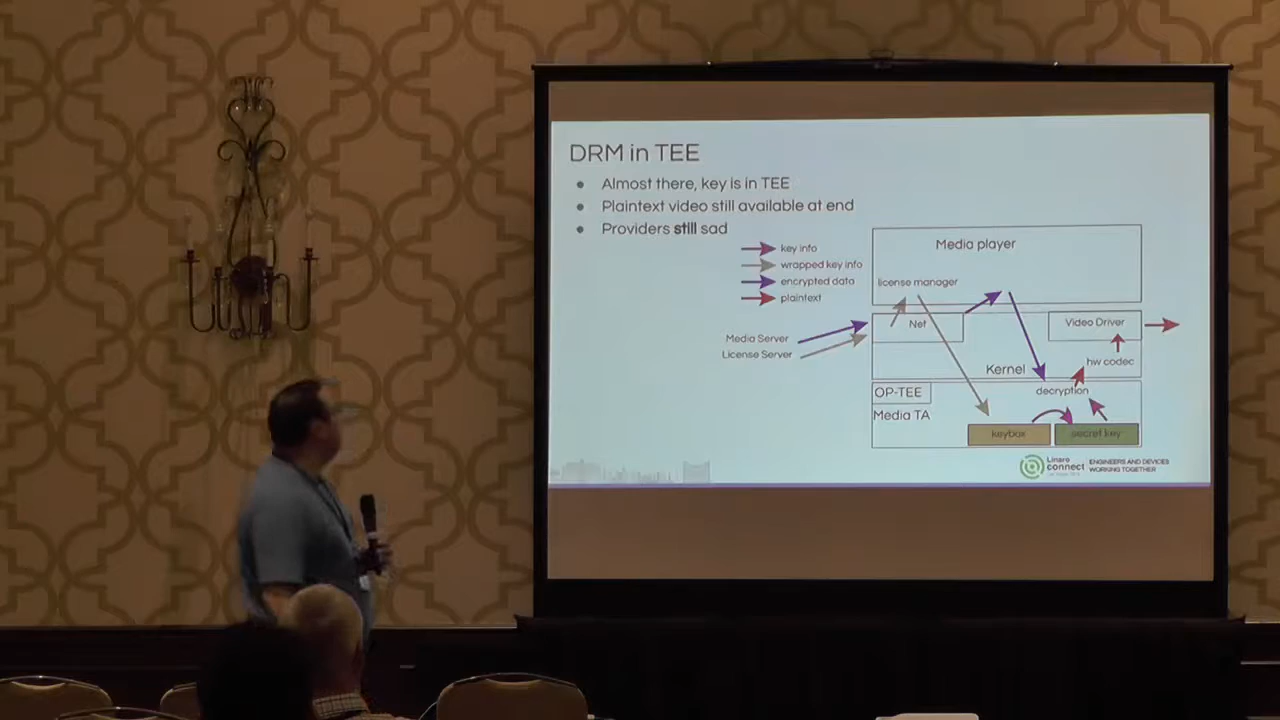 DRM in TEE
● Almost there, key is in TEE
● Plaintext video still available at end
● Providers still sad
key info
wrapped key info
encrypted data
plaintext
Media player
license manager
Net
Video Driver
Media Server
License Server
hw codec
Kernel
decryption
OP-TEE
Media TA
keybox
secret key
Linaro
connect
ENGINEERS AND DEVICES
WORKING TOGETHER